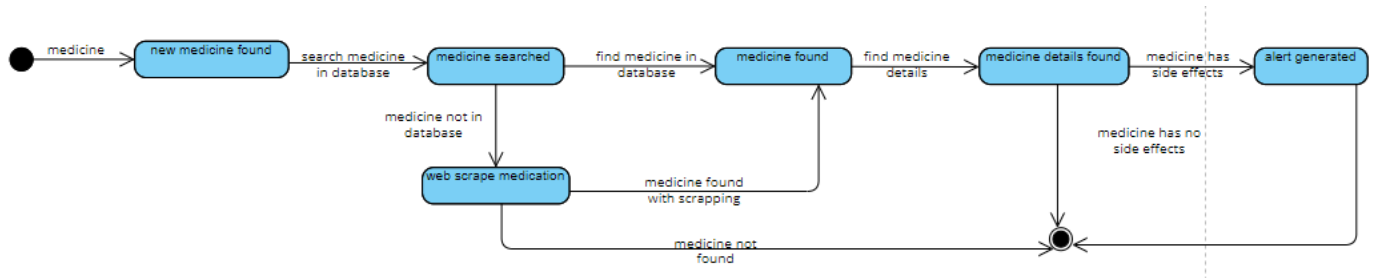 medicine
new medicine found
search medicine
in database
medicine searched
find medicine in
database
medicine found
find medicine
details
medicine details found
medicine has
side effects
alert generated
medicine not in
database
medicine has no
side effects
web scrape medication
medicine found
with scrapping
medicine not
found